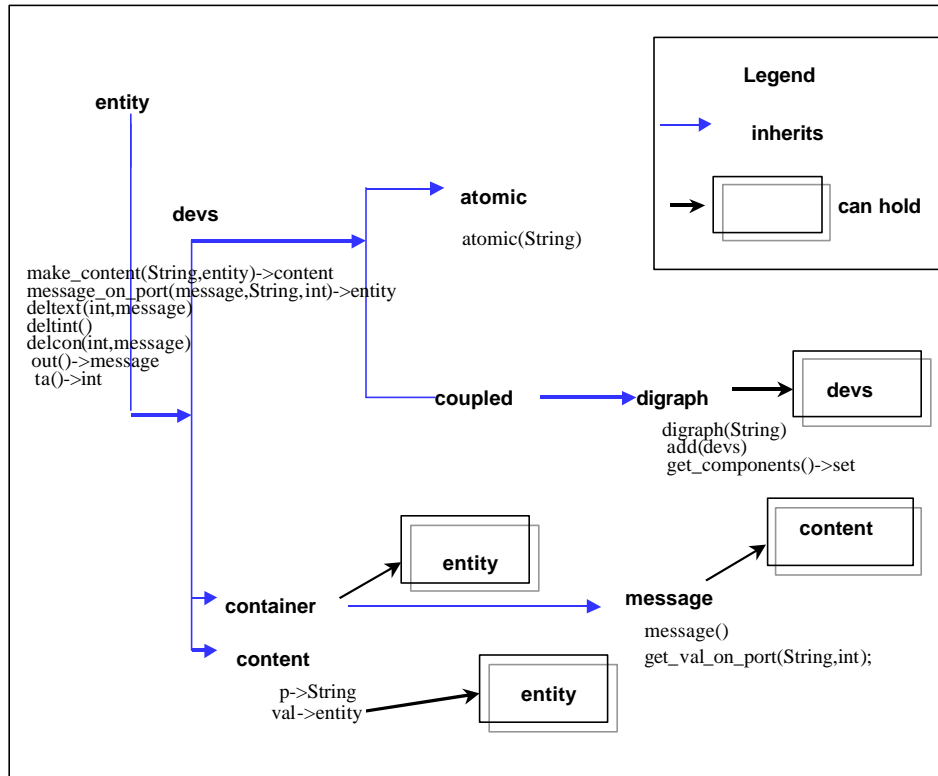 Legend
entity
inherits
devs
atomic
can hold
atomic(String)
make_content(String,entity)->content
message_on_port(message,String,int)->entity
deltext(int,message)
deltint()
delcon(int,message)
out()->message
ta()->int
coupled
digraph
devs
digraph(String)
add(devs)
get_components()->set
content
entity
container
message
message()
get_val_on_port(String,int);
content
p->String
val->entity
entity